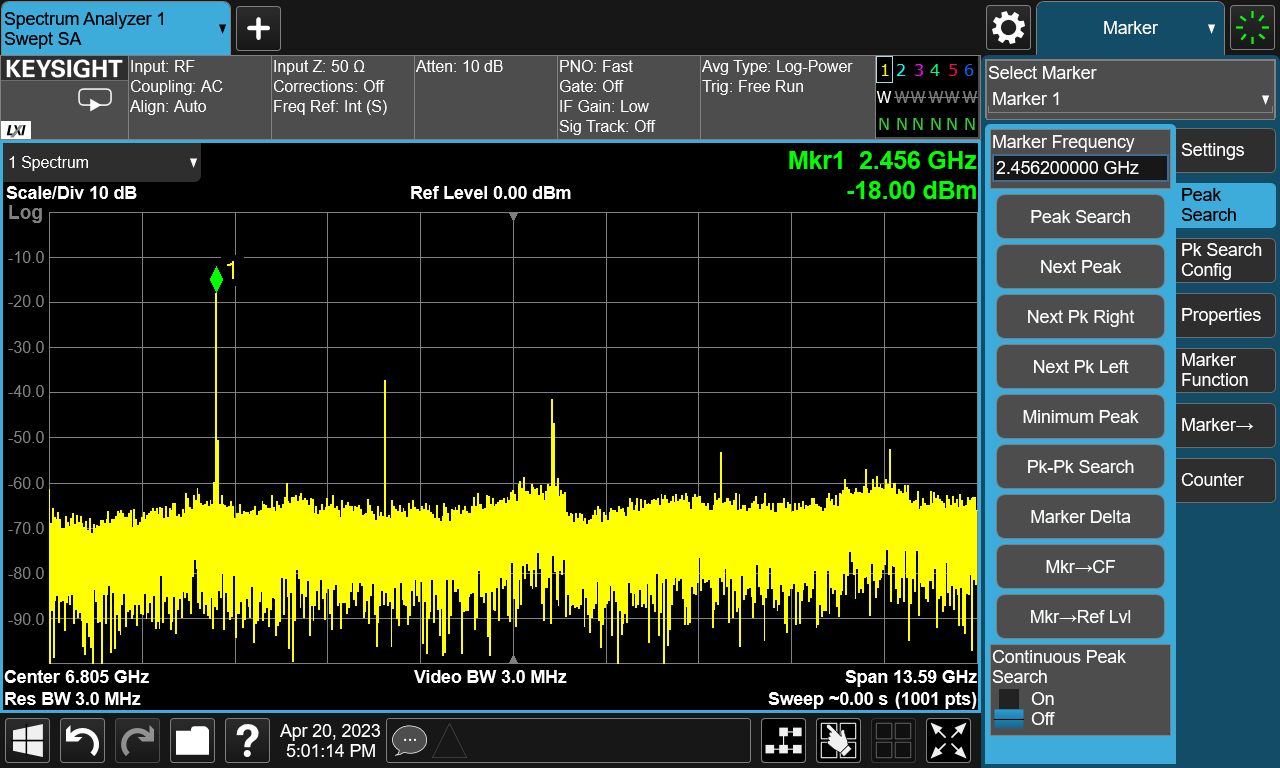 Spectrum Analyzer 1
Swept SA
+
Marker
KEYSIGHT
LXI
Input: RF
Coupling: AC
Align: Auto
Input Z: 50 Ω
Corrections: Off
Freq Ref: Int (S)
Atten: 10 dB
PNO: Fast
Gate: Off
IF Gain: Low
Sig Track: Off
Avg Type: Log-Power
Trig: Free Run
1 2 3 4 5 6
W W W W W W
N N N N N N
Select Marker
Marker 1
1 Spectrum
Mkr1 2.456 GHz
-18.00 dBm
Scale/Div 10 dB
Ref Level 0.00 dBm
Log
-10.0
-20.0
-30.0
-40.0
-50.0
-60.0
-70.0
-80.0
-90.0
1
Center 6.805 GHz
Video BW 3.0 MHz
Span 13.59 GHz
Res BW 3.0 MHz
Sweep ~0.00 s (1001 pts)
Marker Frequency
2.456200000 GHz
Peak Search
Next Peak
Next Pk Right
Next Pk Left
Minimum Peak
Pk-Pk Search
Marker Delta
Mkr→CF
Mkr→Ref Lvl
Continuous Peak
Search
On
Off
Settings
Peak
Search
Pk Search
Config
Properties
Marker
Function
Marker→
Counter
?
Apr 20, 2023
5:01:14 PM